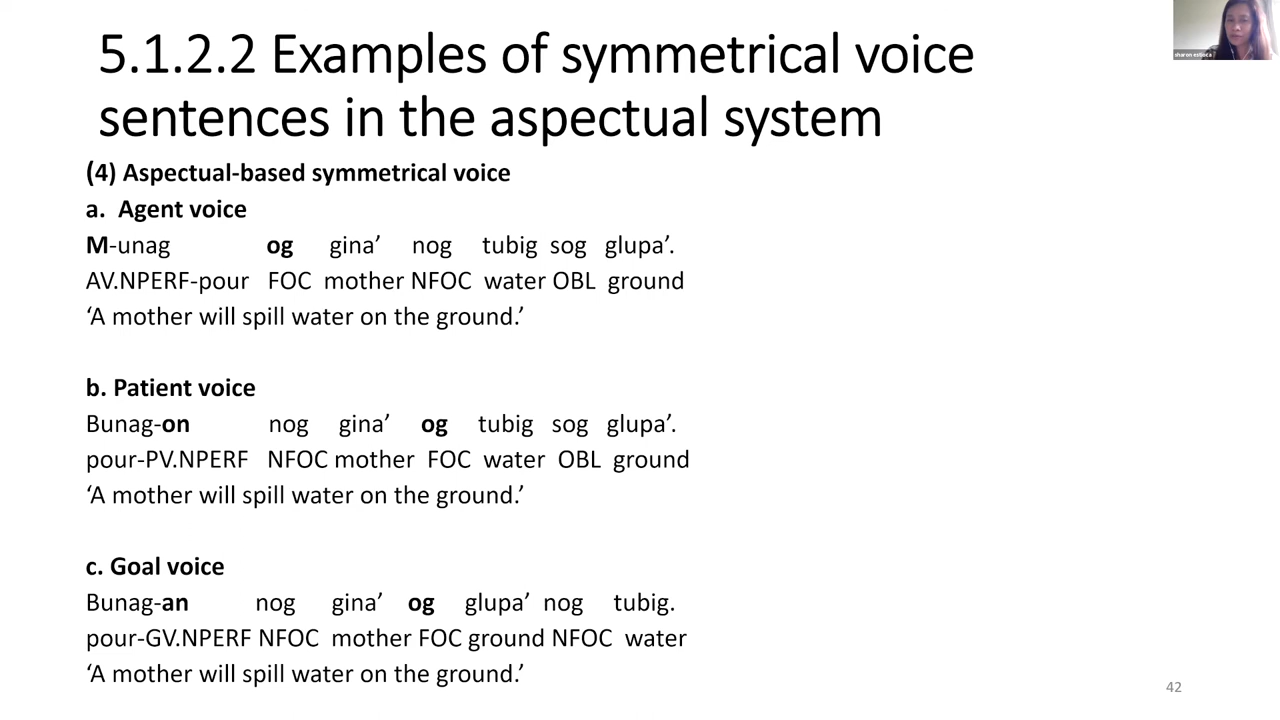 5.1.2.2 Examples of symmetrical voice
sentences in the aspectual system
(4) Aspectual-based symmetrical voice
a. Agent voice
M-unag og gina’ nog tubig sog glupa’.
AV.NPERF-pour FOC mother NFOC water OBL ground
‘A mother will spill water on the ground.’
b. Patient voice
Bunag-on nog gina’ og tubig sog glupa’.
pour-PV.NPERF NFOC mother FOC water OBL ground
‘A mother will spill water on the ground.’
c. Goal voice
Bunag-an nog gina’ og glupa’ nog tubig.
pour-GV.NPERF NFOC mother FOC ground NFOC water
‘A mother will spill water on the ground.’
42